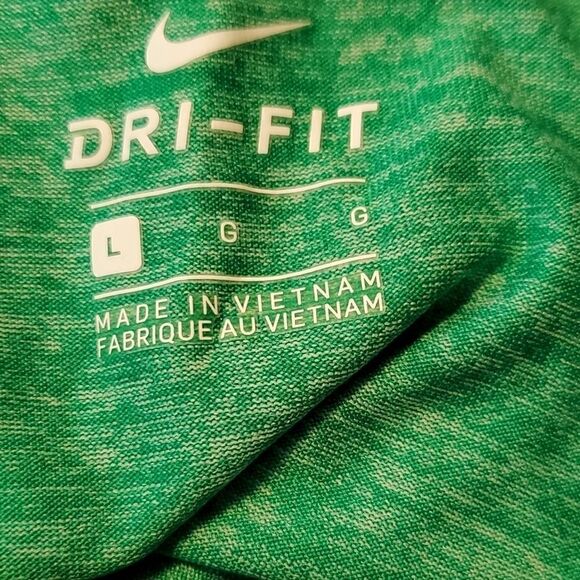 DRI-FIT
L G G
MADE IN VIETNAM
FABRIQUE AU VIETNAM